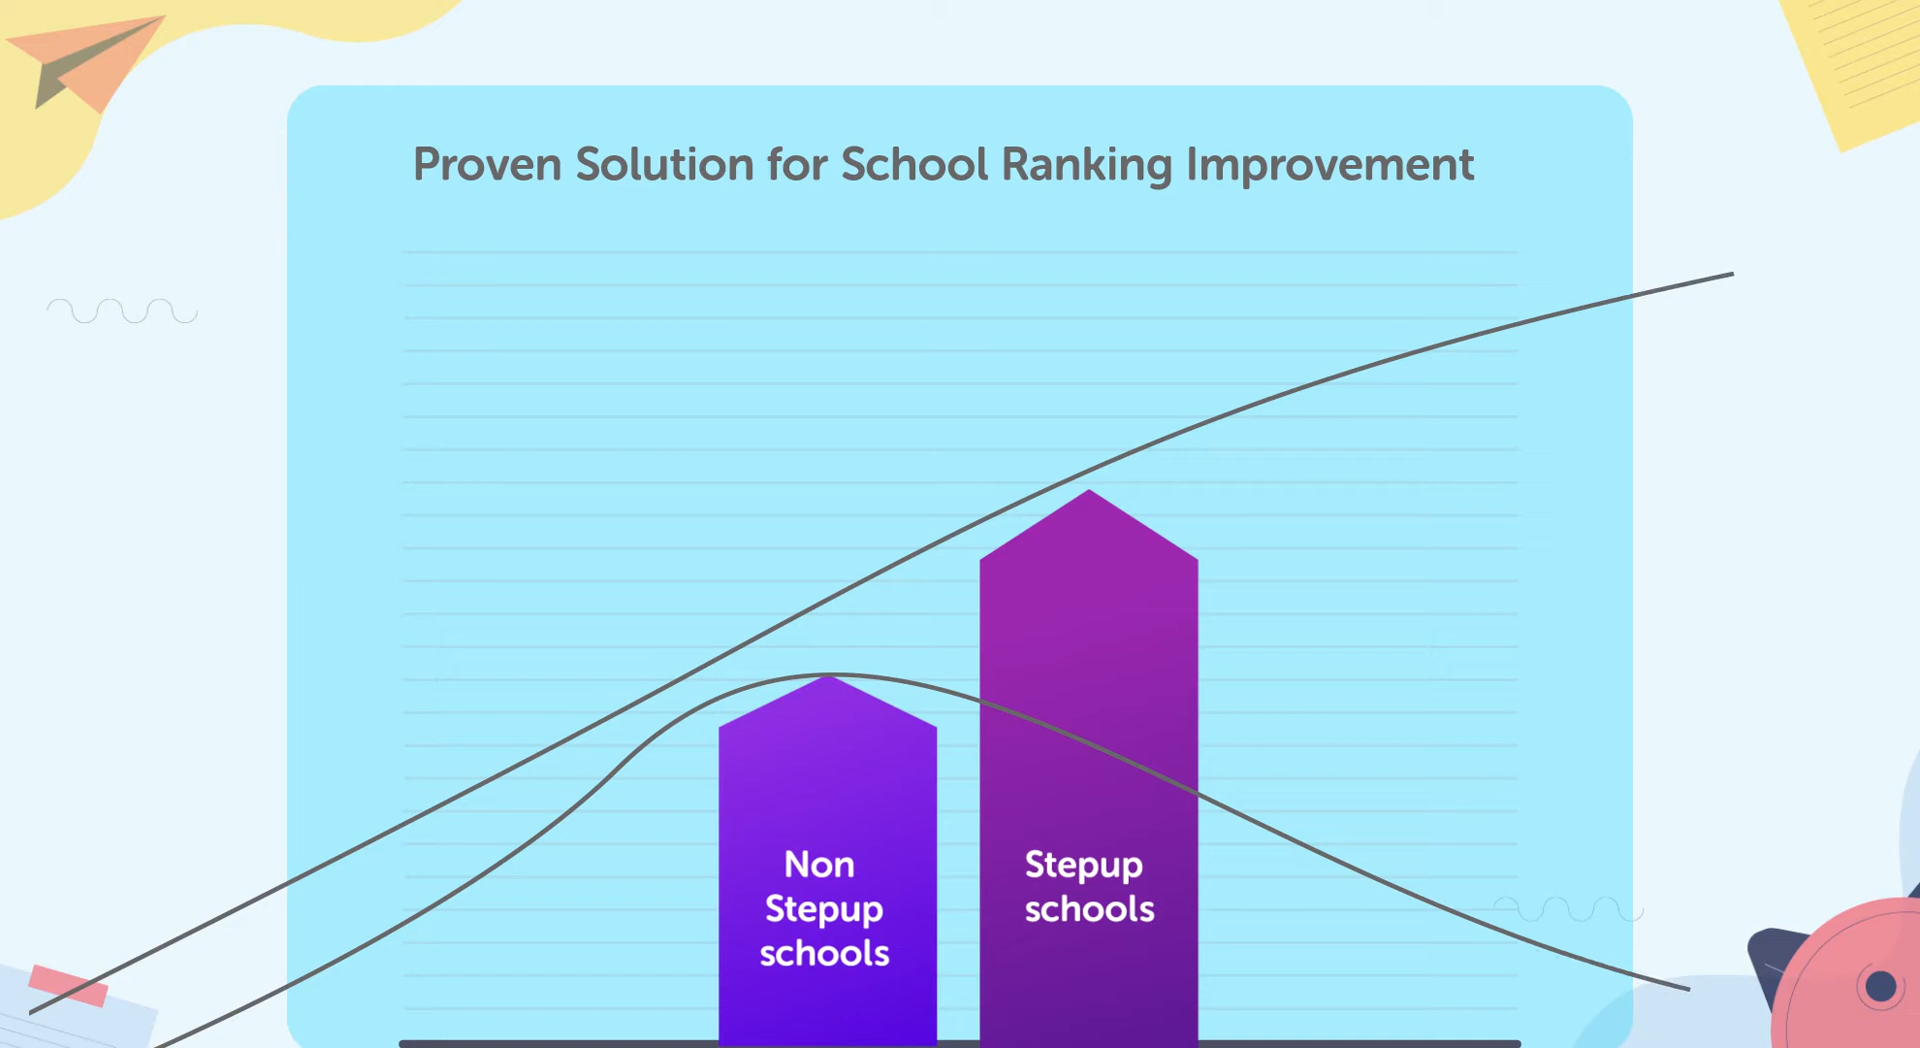 Proven Solution for School Ranking Improvement
Non
Stepup
schools
Stepup
schools